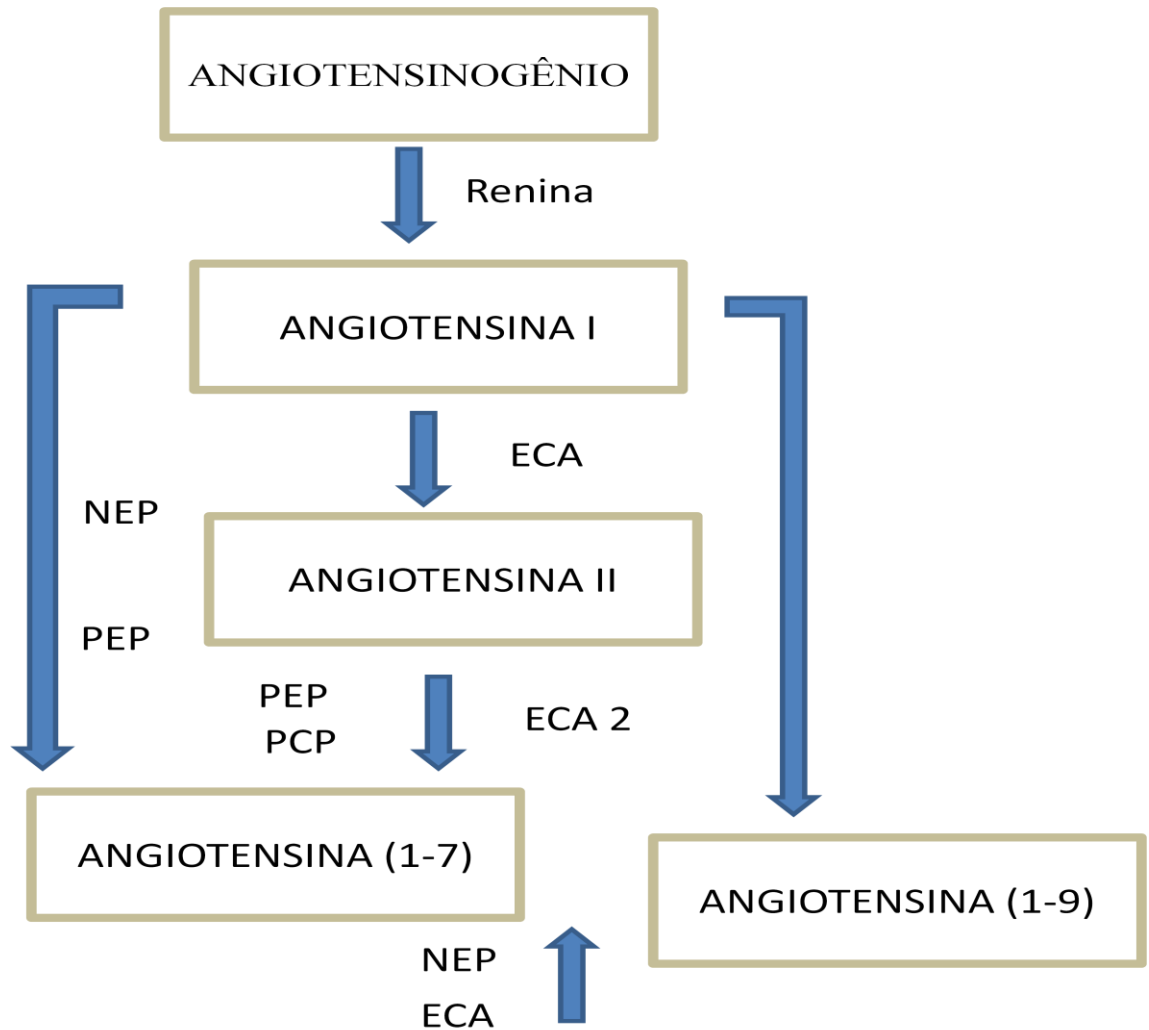 ANGIOTENSINOGÊNIO
Renina
ANGIOTENSINA I
ECA
NEP
ANGIOTENSINA II
PEP
PEP
PCP
ECA 2
ANGIOTENSINA (1-7)
ANGIOTENSINA (1-9)
NEP
ECA